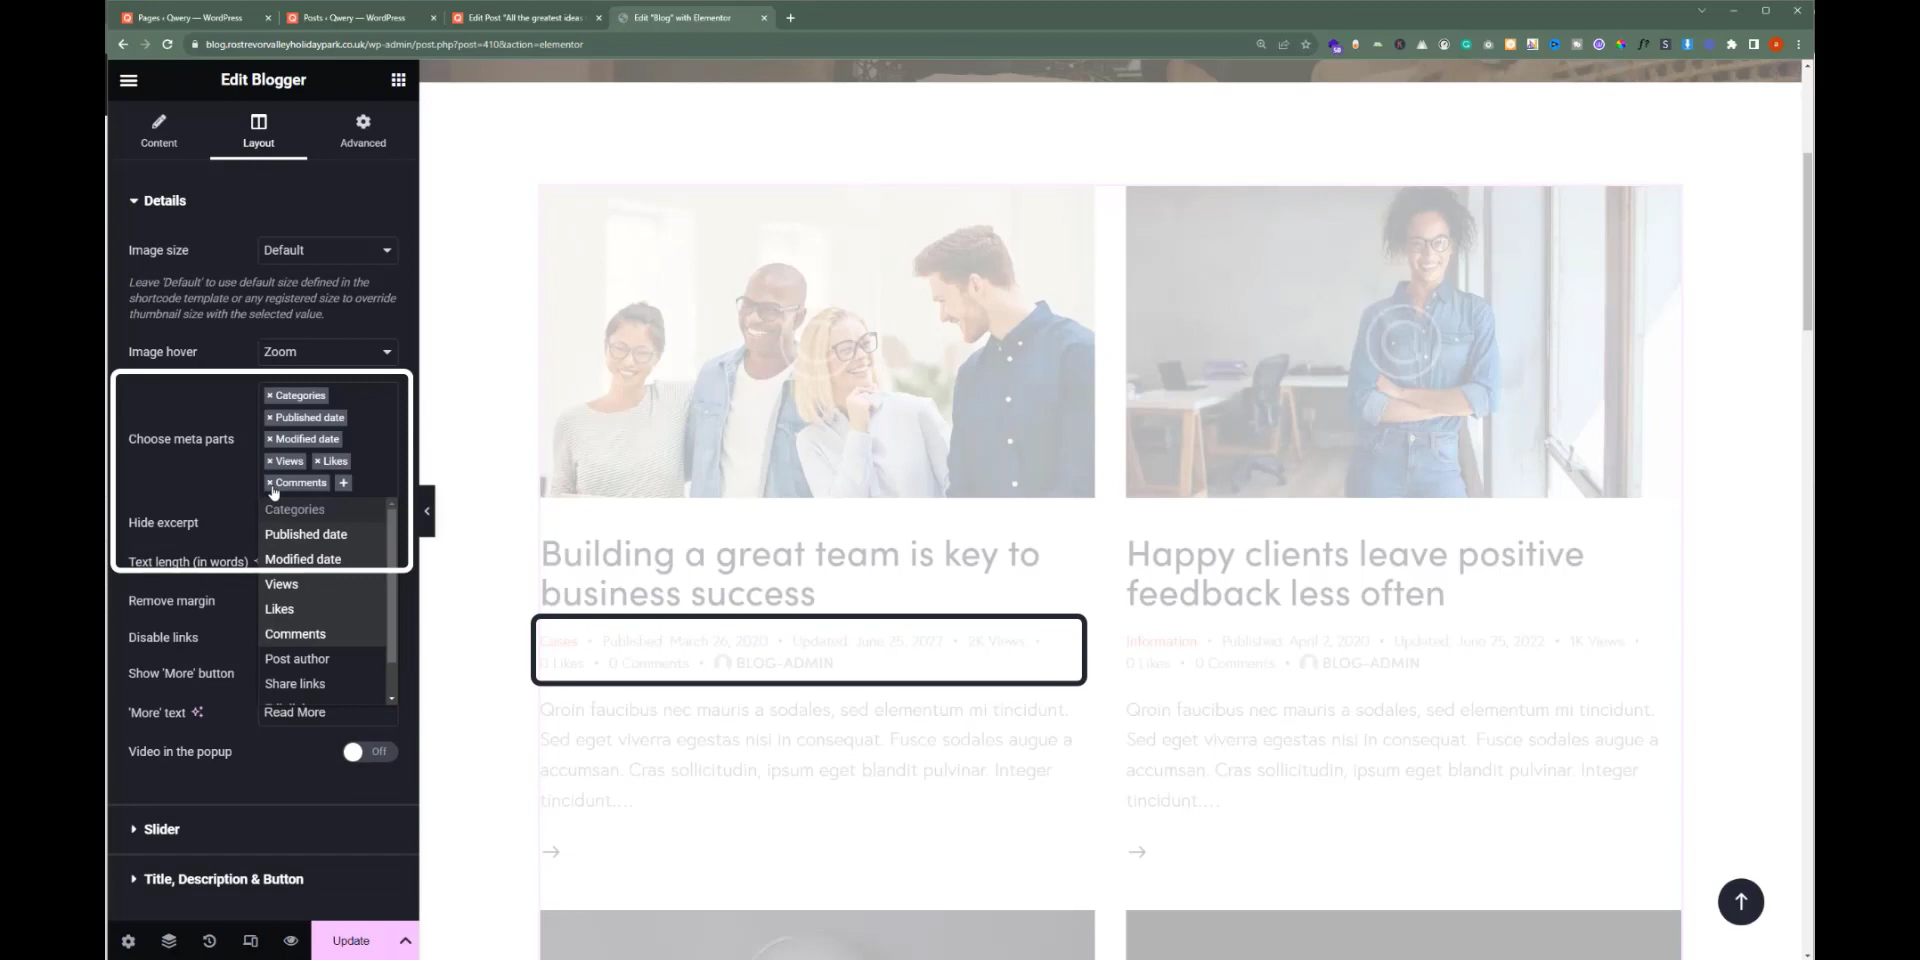 Pages ‹ Qwery — WordPress
Posts ‹ Qwery — WordPress
Edit Post "All the greatest ideas
Edit "Blog" with Elementor
blog.rostrevorvalleyholidaypark.co.uk/wp-admin/post.php?post=410&action=elementor
Edit Blogger
Content
Layout
Advanced
Details
Image size
Default
Leave 'Default' to use default size defined in the
shortcode template or any registered size to override
thumbnail size with the selected value.
Image hover
Zoom
Choose meta parts
× Categories
× Published date
× Modified date
× Views × Likes
× Comments +
Categories
Published date
Modified date
Views
Likes
Comments
Post author
Share links
Hide excerpt
Text length (in words)
Remove margin
Disable links
Show 'More' button
'More' text
Read More
Video in the popup
Off
Slider
Title, Description & Button
Update
Building a great team is key to
business success
Cases • Published: March 26, 2020 • Updated: June 25, 2022 • 2K Views •
0 Likes • 0 Comments • BLOG-ADMIN
Qroin faucibus nec mauris a sodales, sed elementum mi tincidunt.
Sed eget viverra egestas nisi in consequat. Fusce sodales augue a
accumsan. Cras sollicitudin, ipsum eget blandit pulvinar. Integer
tincidunt....
Happy clients leave positive
feedback less often
Information • Published: April 2, 2020 • Updated: June 25, 2022 • 1K Views •
0 Likes • 0 Comments • BLOG-ADMIN
Qroin faucibus nec mauris a sodales, sed elementum mi tincidunt.
Sed eget viverra egestas nisi in consequat. Fusce sodales augue a
accumsan. Cras sollicitudin, ipsum eget blandit pulvinar. Integer
tincidunt....